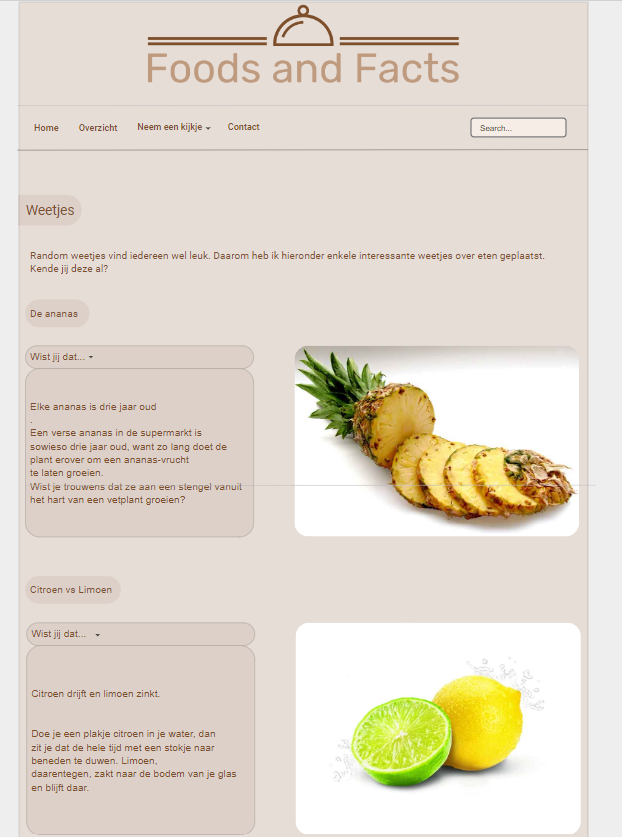 Foods and Facts
Home Overzicht Neem een kijkje Contact Search...
Weetjes
Random weetjes vind iedereen wel leuk. Daarom heb ik hieronder enkele interessante weetjes over eten geplaatst.
Kende jij deze al?
De ananas
Wist jij dat...
Elke ananas is drie jaar oud
.
Een verse ananas in de supermarkt is
sowieso drie jaar oud, want zo lang doet de
plant erover om een ananas-vrucht
te laten groeien.
Wist je trouwens dat ze aan een stengel vanuit
het hart van een vetplant groeien?
Citroen vs Limoen
Wist jij dat...
Citroen drijft en limoen zinkt.
Doe je een plakje citroen in je water, dan
zit je dat de hele tijd met een stokje naar
beneden te duwen. Limoen,
daarentegen, zakt naar de bodem van je glas
en blijft daar.